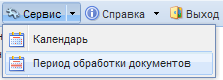 Сервис Справка Выход
Календарь
Период обработки документов